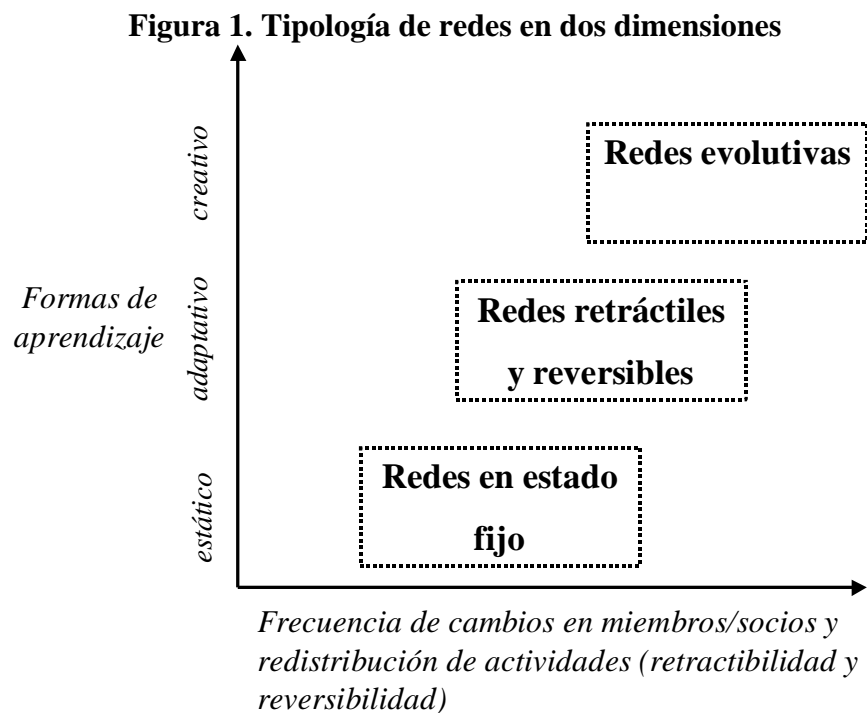 Figura 1. Tipología de redes en dos dimensiones
creativo
Redes evolutivas
Formas de
aprendizaje
adaptativo
Redes retráctiles
y reversibles
estático
Redes en estado
fijo
Frecuencia de cambios en miembros/socios y
redistribución de actividades (retractibilidad y
reversibilidad)